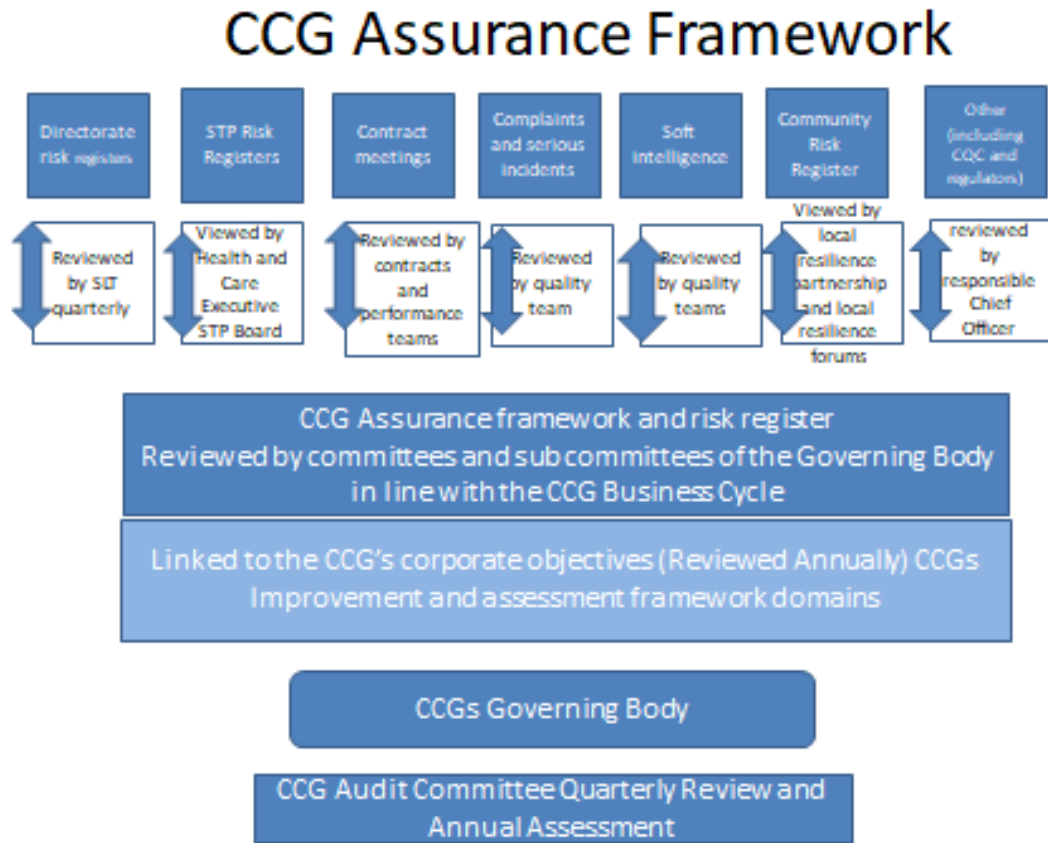 CCG Assurance Framework
Directorate
risk registers
STP Risk
Registers
Contract
meetings
Complaints
and serious
incidents
Soft
intelligence
Community
Risk
Register
Other
(including
CQC and
regulators)
Reviewed
by SLT
quarterly
Viewed by
Health and
Care
Executive
STP Board
Reviewed by
contracts
and
performance
teams
Reviewed
by quality
team
Reviewed
by quality
teams
Viewed by
local
resilience
partnership
and local
resilience
forums
reviewed
by
responsible
Chief
Officer
CCG Assurance framework and risk register
Reviewed by committees and sub committees of the Governing Body
in line with the CCG Business Cycle
Linked to the CCG's corporate objectives (Reviewed Annually) CCGs
Improvement and assessment framework domains
CCGs Governing Body
CCG Audit Committee Quarterly Review and
Annual Assessment